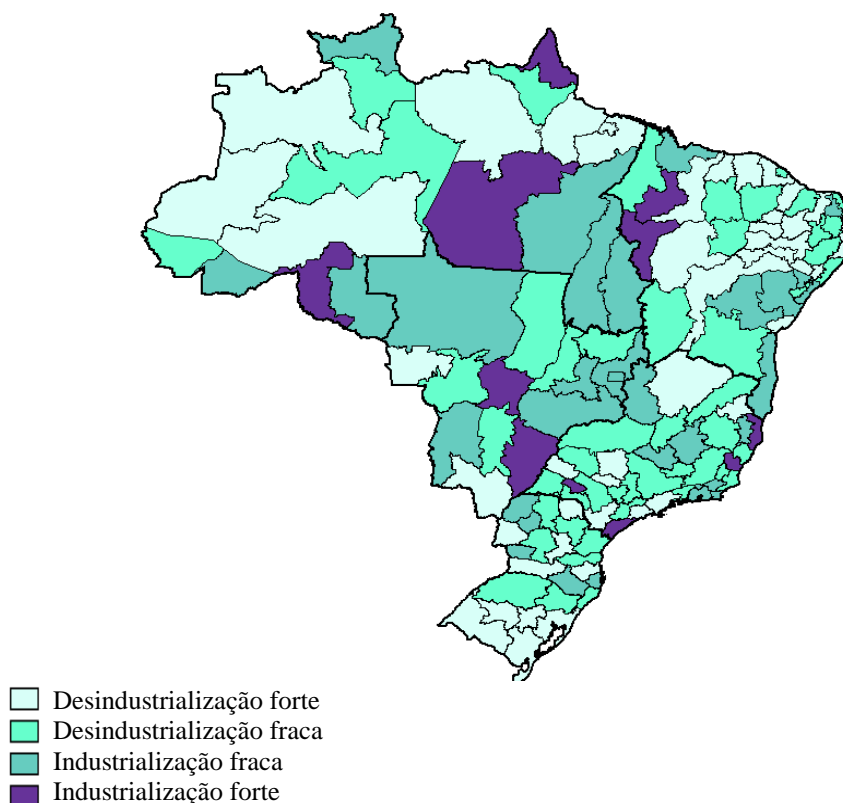 Desindustrialização forte
Desindustrialização fraca
Industrialização fraca
Industrialização forte